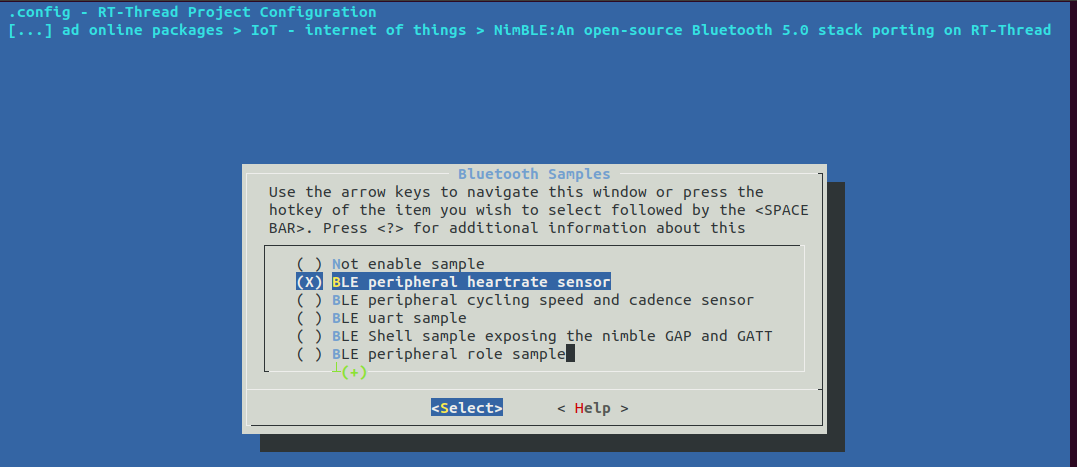 .config - RT-Thread Project Configuration
[...] ad online packages > IoT - internet of things > NimBLE:An open-source Bluetooth 5.0 stack porting on RT-Thread
Bluetooth Samples
Use the arrow keys to navigate this window or press the
hotkey of the item you wish to select followed by the <SPACE
BAR>. Press <?> for additional information about this
( ) Not enable sample
(X) BLE peripheral heartrate sensor
( ) BLE peripheral cycling speed and cadence sensor
( ) BLE uart sample
( ) BLE Shell sample exposing the nimble GAP and GATT
( ) BLE peripheral role sample
┴(+)
<Select> < Help >